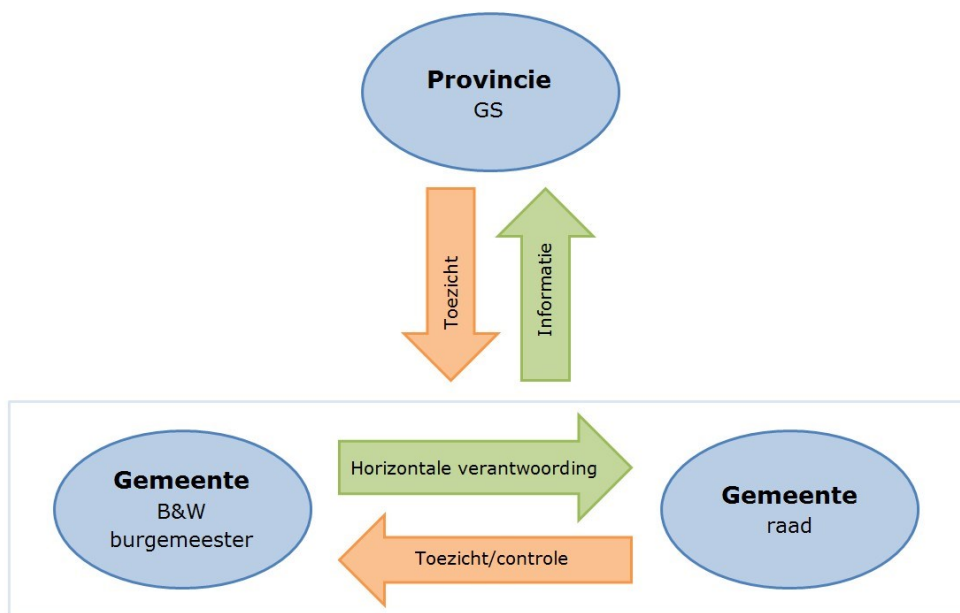 Provincie
GS
Toezicht
Informatie
Gemeente
B&W
burgemeester
Horizontale verantwoording
Toezicht/controle
Gemeente
raad